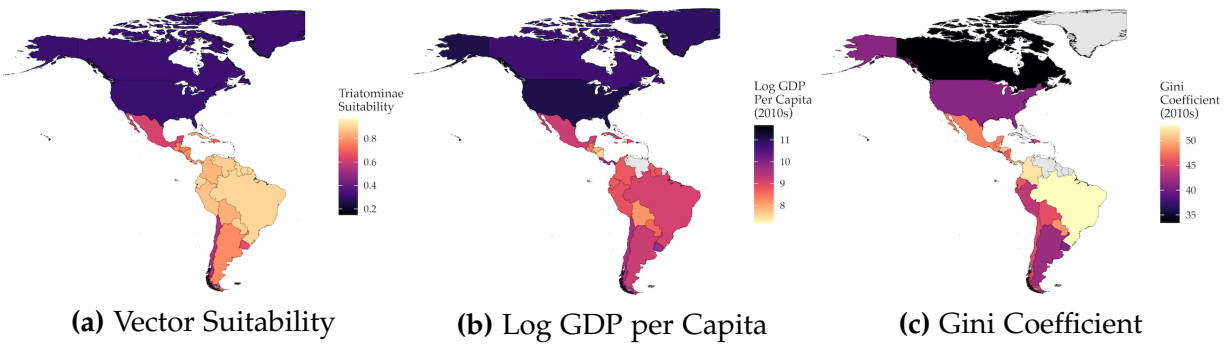 Triatominae
Suitability
0.8
0.6
0.4
0.2
(a) Vector Suitability
Log GDP
Per Capita
(2010s)
11
10
9
8
(b) Log GDP per Capita
Gini
Coefficient
(2010s)
50
45
40
35
(c) Gini Coefficient